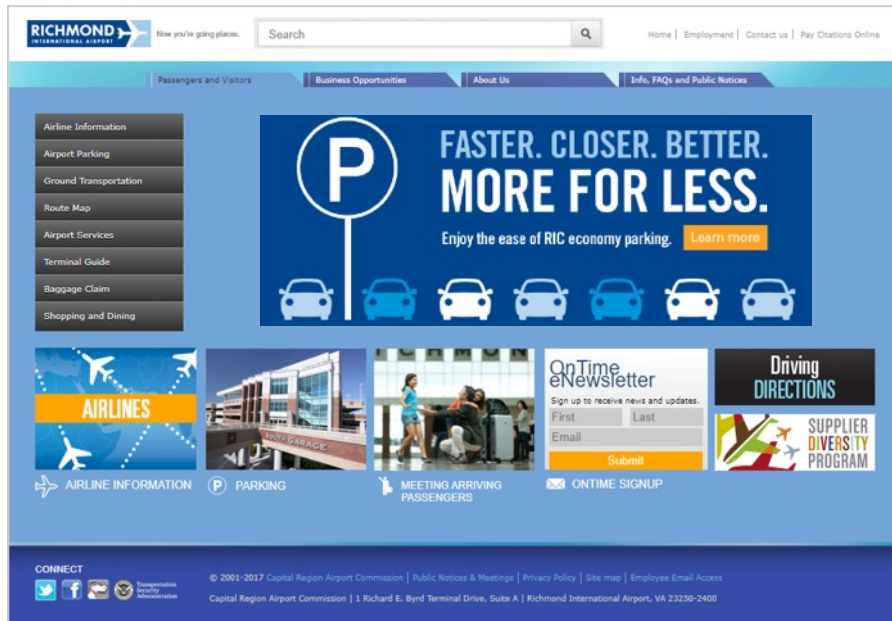 RICHMOND
INTERNATIONAL AIRPORT
Now you're going places.
Search
Home | Employment | Contact us | Pay Citations Online
Passengers and Visitors
Business Opportunities
About Us
Info, FAQs and Public Notices
Airline Information
Airport Parking
Ground Transportation
Route Map
Airport Services
Terminal Guide
Baggage Claim
Shopping and Dining
P
FASTER. CLOSER. BETTER.
MORE FOR LESS.
Enjoy the ease of RIC economy parking.
Learn more
AIRLINES
AIRLINE INFORMATION
SOUTH GARAGE
P PARKING
RICHMOND
MEETING ARRIVING
PASSENGERS
OnTime
eNewsletter
Sign up to receive news and updates.
First
Last
Email
Submit
ONTIME SIGNUP
Driving
DIRECTIONS
SUPPLIER
DIVERSITY
PROGRAM
CONNECT
Transportation
Security
Administration
© 2001-2017 Capital Region Airport Commission | Public Notices & Meetings | Privacy Policy | Site map | Employee Email Access
Capital Region Airport Commission | 1 Richard E. Byrd Terminal Drive, Suite A | Richmond International Airport, VA 23250-2400